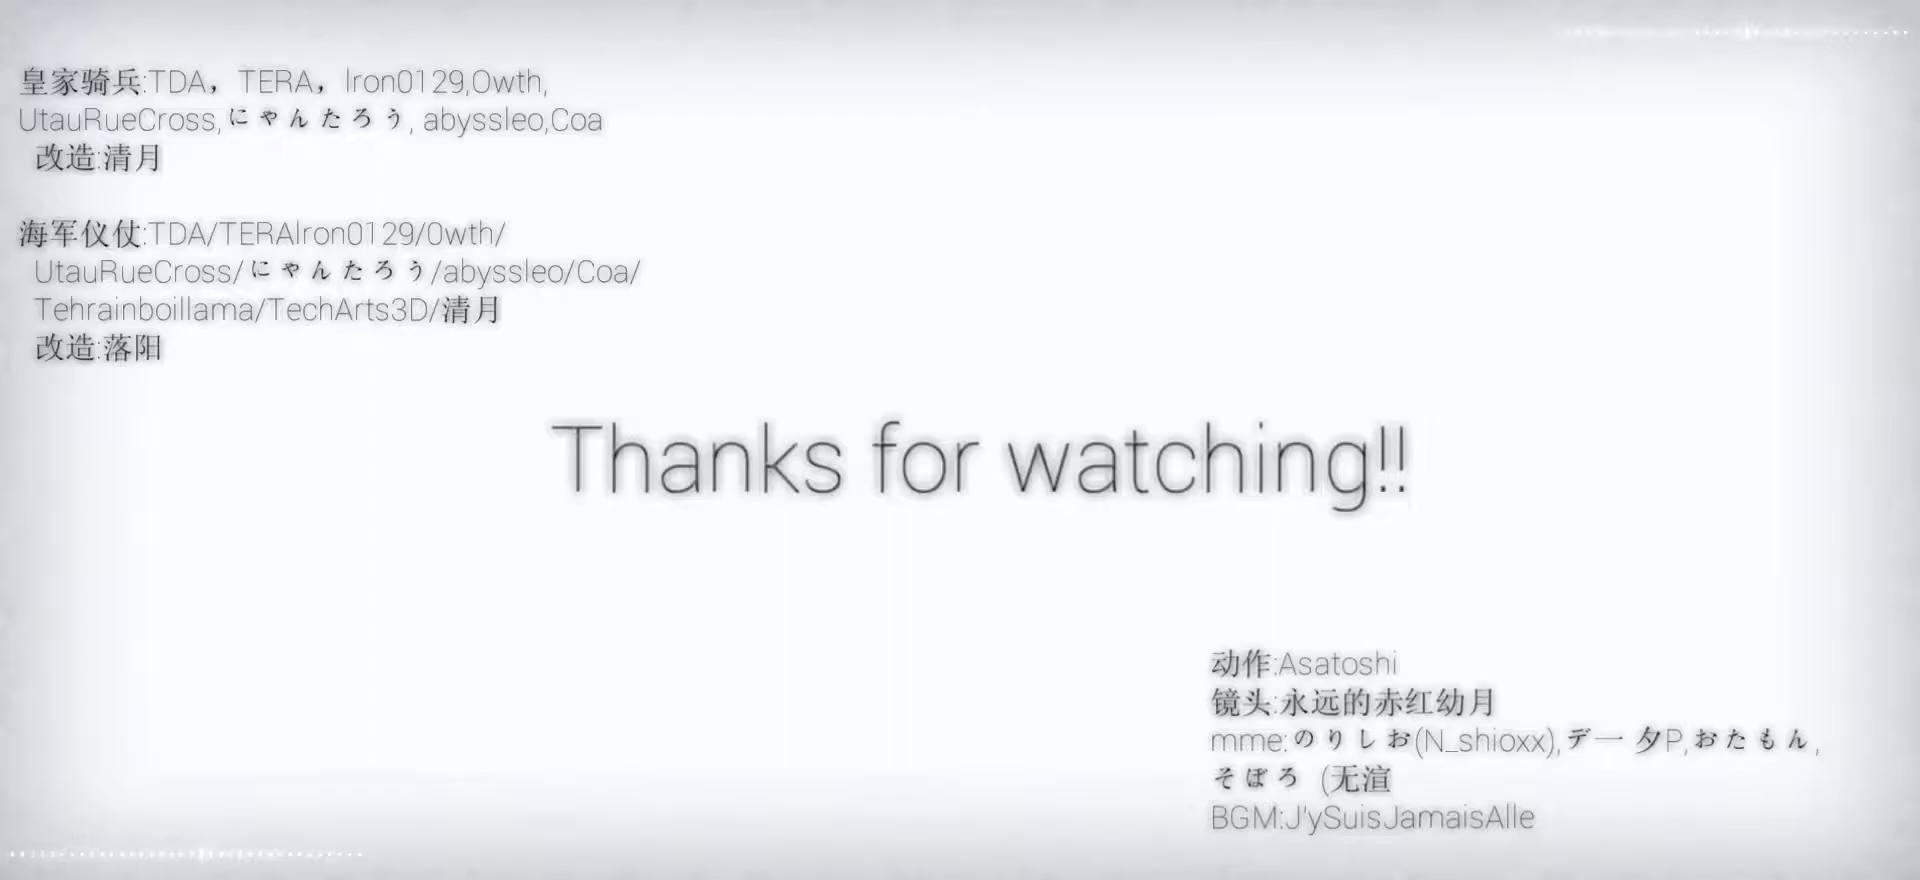 皇家骑兵:TDA，TERA，Iron0129,Owth,
UtauRueCross,にゃんたろう, abyssleo,Coa
改造:清月
海军仪仗:TDA/TERAIron0129/0wth/
UtauRueCross/にゃんたろう/abyssleo/Coa/
Tehrainboillama/TechArts3D/清月
改造:落阳
Thanks for watching!!
动作:Asatoshi
镜头:永远的赤红幼月
mme:のりしお(N_shioxx),デ一夕P,おたもん,
そぼろ (无渲
BGM:J'ySuisJamaisAlle